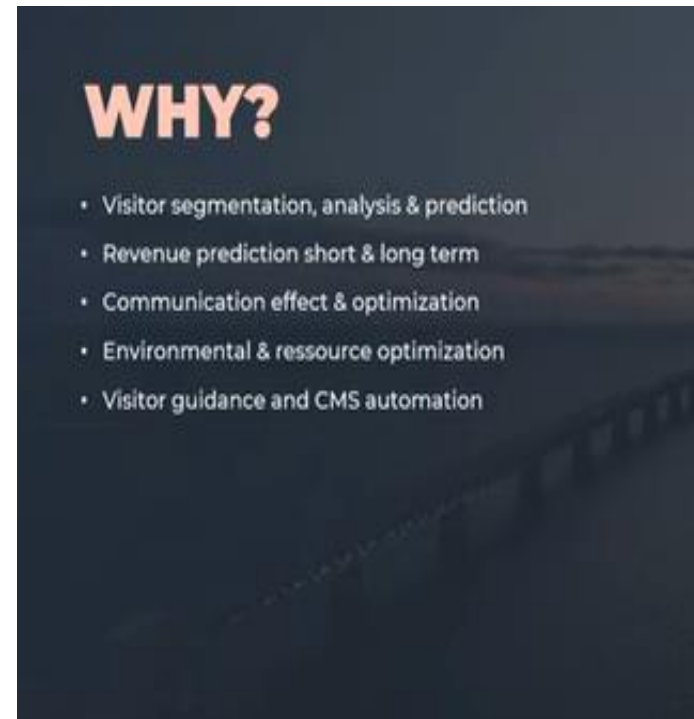 WHY?
• Visitor segmentation, analysis & prediction
• Revenue prediction short & long term
• Communication effect & optimization
• Environmental & ressource optimization
• Visitor guidance and CMS automation